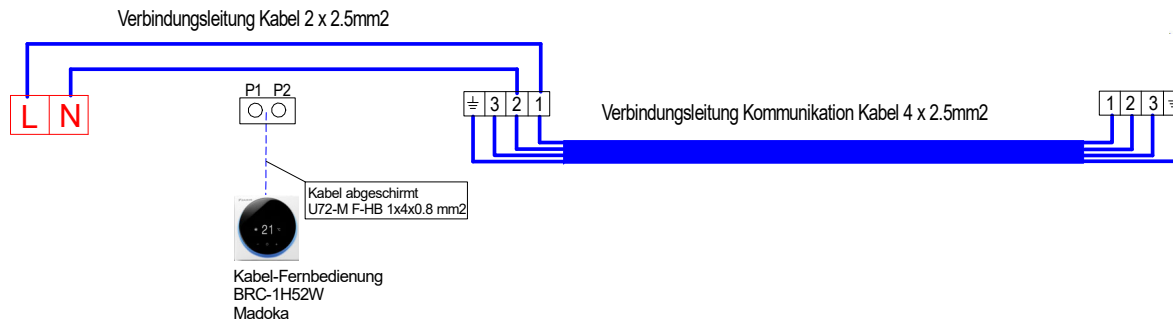 Verbindungsleitung Kabel 2 x 2.5mm2
L N
P1 P2
3 2 1
Verbindungsleitung Kommunikation Kabel 4 x 2.5mm2
1 2 3
Kabel abgeschirmt
U72-M F-HB 1x4x0.8 mm2
21
Kabel-Fernbedienung
BRC-1H52W
Madoka